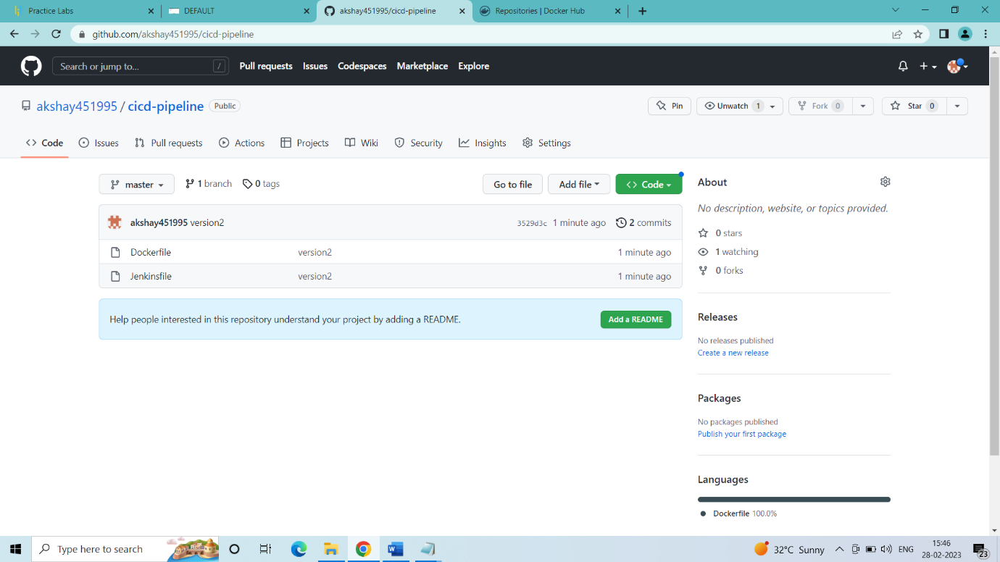 Practice Labs
DEFAULT
akshay451995/cicd-pipeline
Repositories | Docker Hub
github.com/akshay451995/cicd-pipeline
Search or jump to...
/
Pull requests
Issues
Codespaces
Marketplace
Explore
akshay451995 / cicd-pipeline
Public
Pin
Unwatch 1
Fork 0
Star 0
Code
Issues
Pull requests
Actions
Projects
Wiki
Security
Insights
Settings
master
1 branch
0 tags
Go to file
Add file
Code
akshay451995 version2
3529d3c 1 minute ago
2 commits
Dockerfile version2 1 minute ago
Jenkinsfile version2 1 minute ago
Help people interested in this repository understand your project by adding a README.
Add a README
About
No description, website, or topics provided.
0 stars
1 watching
0 forks
Releases
No releases published
Create a new release
Packages
No packages published
Publish your first package
Languages
Dockerfile 100.0%
Type here to search
32°C Sunny
ENG
15:46
28-02-2023
23